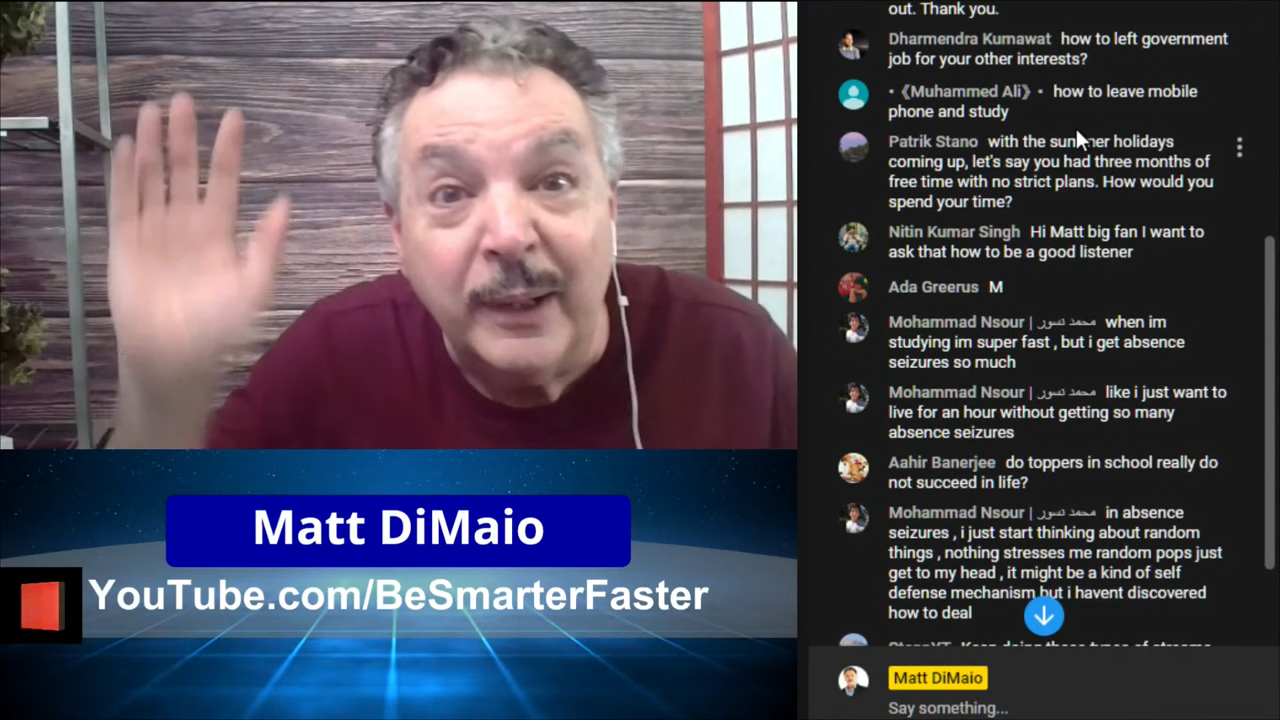 out. Thank you.
Dharmendra Kumawat how to left government
job for your other interests?
•《Muhammed Ali》• how to leave mobile
phone and study
Patrik Stano with the summer holidays
coming up, let's say you had three months of
free time with no strict plans. How would you
spend your time?
Nitin Kumar Singh Hi Matt big fan I want to
ask that how to be a good listener
Ada Greerus M
Mohammad Nsour | محمد نسور when im
studying im super fast , but i get absence
seizures so much
Mohammad Nsour | محمد نسور like i just want to
live for an hour without getting so many
absence seizures
Aahir Banerjee do toppers in school really do
not succeed in life?
Mohammad Nsour | محمد نسور in absence
seizures , i just start thinking about random
things , nothing stresses me random pops just
get to my head , it might be a kind of self
defense mechanism but i havent discovered
how to deal
Keep doing these types of streams
Matt DiMaio
Say something...
Matt DiMaio
YouTube.com/BeSmarterFaster